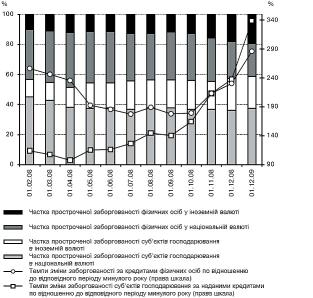 %
%
100
80
60
40
20
0
340
290
240
190
140
90
01.02.08
01.03.08
01.04.08
01.05.08
01.06.08
01.07.08
01.08.08
01.09.08
01.10.08
01.11.08
01.12.08
01.12.09
Частка простроченої заборгованості фізичних осіб у іноземній валюті
Частка простроченої заборгованості фізичних осіб у національній валюті
Частка простроченої заборгованості суб'єктів господарювання
в іноземній валюті
Частка простроченої заборгованості суб'єктів господарювання
в національній валюті
Темпи зміни заборгованості за кредитами фізичних осіб по відношенню
до відповідного періоду минулого року (права шкала)
Темпи зміни заборгованості суб'єктів господарювання за наданими кредитами
по відношенню до відповідного періоду минулого року (права шкала)